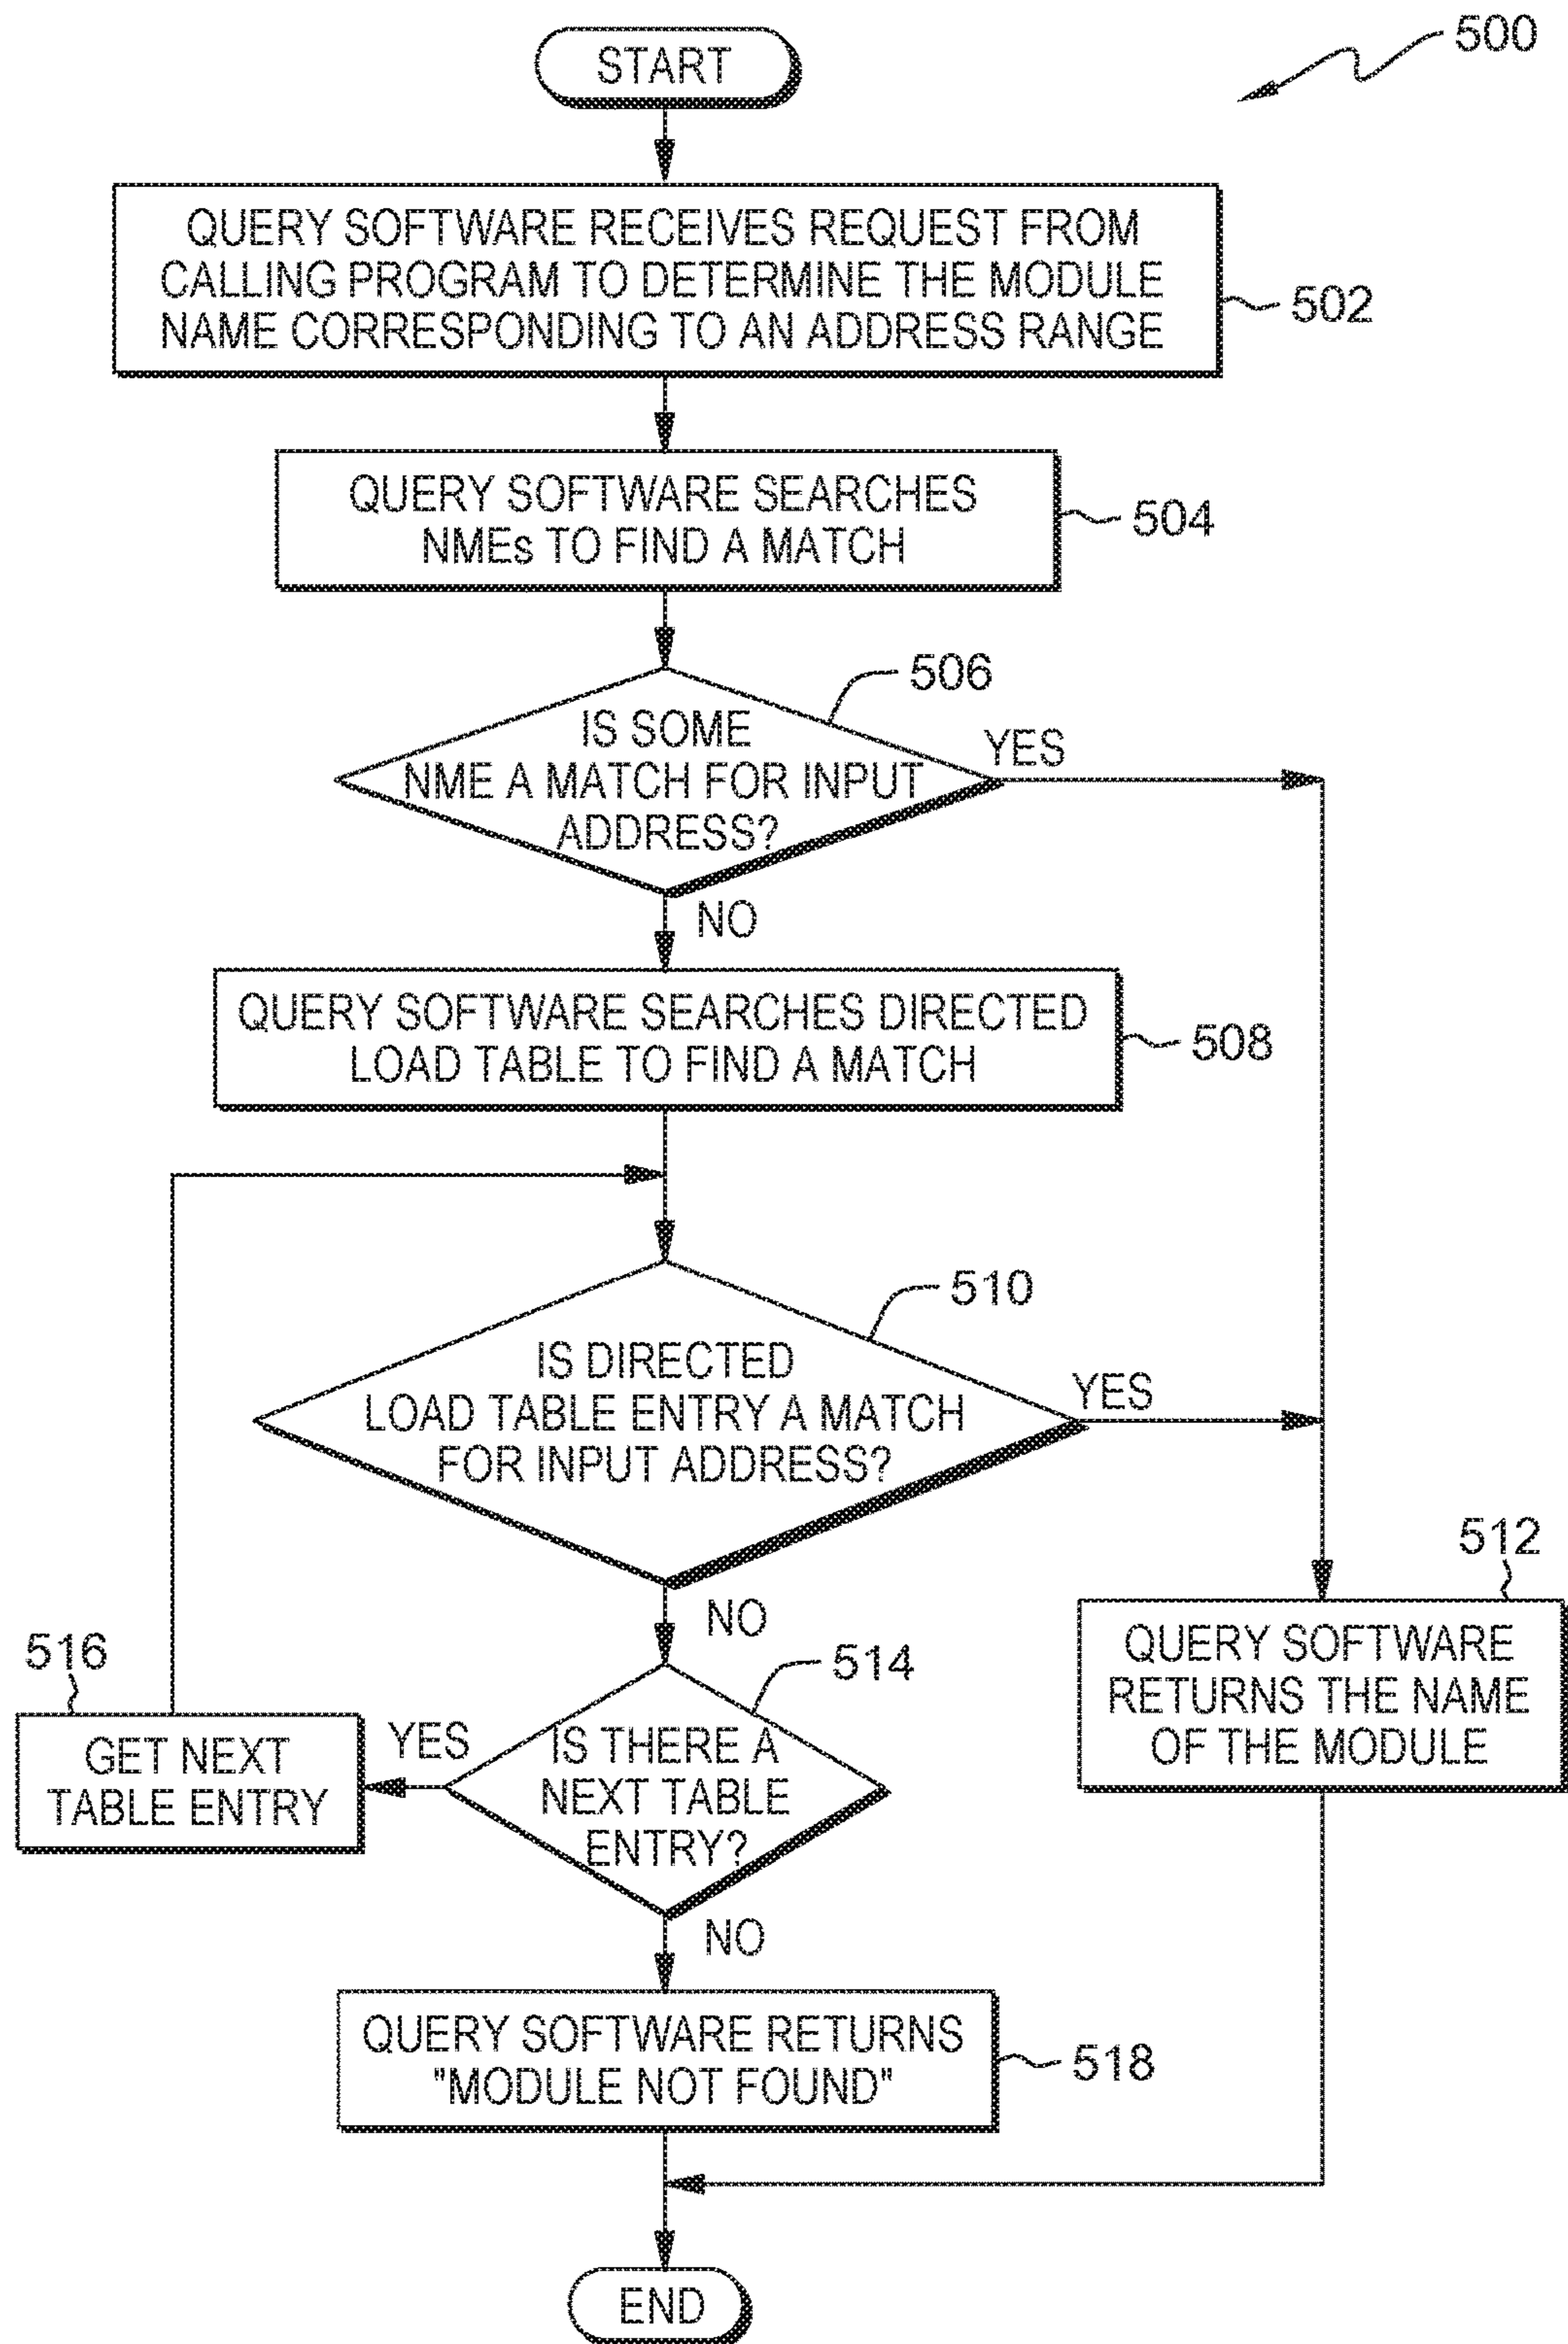 START
500
QUERY SOFTWARE RECEIVES REQUEST FROM
CALLING PROGRAM TO DETERMINE THE MODULE
NAME CORRESPONDING TO AN ADDRESS RANGE
502
QUERY SOFTWARE SEARCHES
NMEs TO FIND A MATCH
504
506
IS SOME
NME A MATCH FOR INPUT
ADDRESS?
YES
NO
QUERY SOFTWARE SEARCHES DIRECTED
LOAD TABLE TO FIND A MATCH
508
510
IS DIRECTED
LOAD TABLE ENTRY A MATCH
FOR INPUT ADDRESS?
YES
NO
512
QUERY SOFTWARE
RETURNS THE NAME
OF THE MODULE
514
IS THERE A
NEXT TABLE
ENTRY?
YES
516
GET NEXT
TABLE ENTRY
NO
QUERY SOFTWARE RETURNS
"MODULE NOT FOUND"
518
END